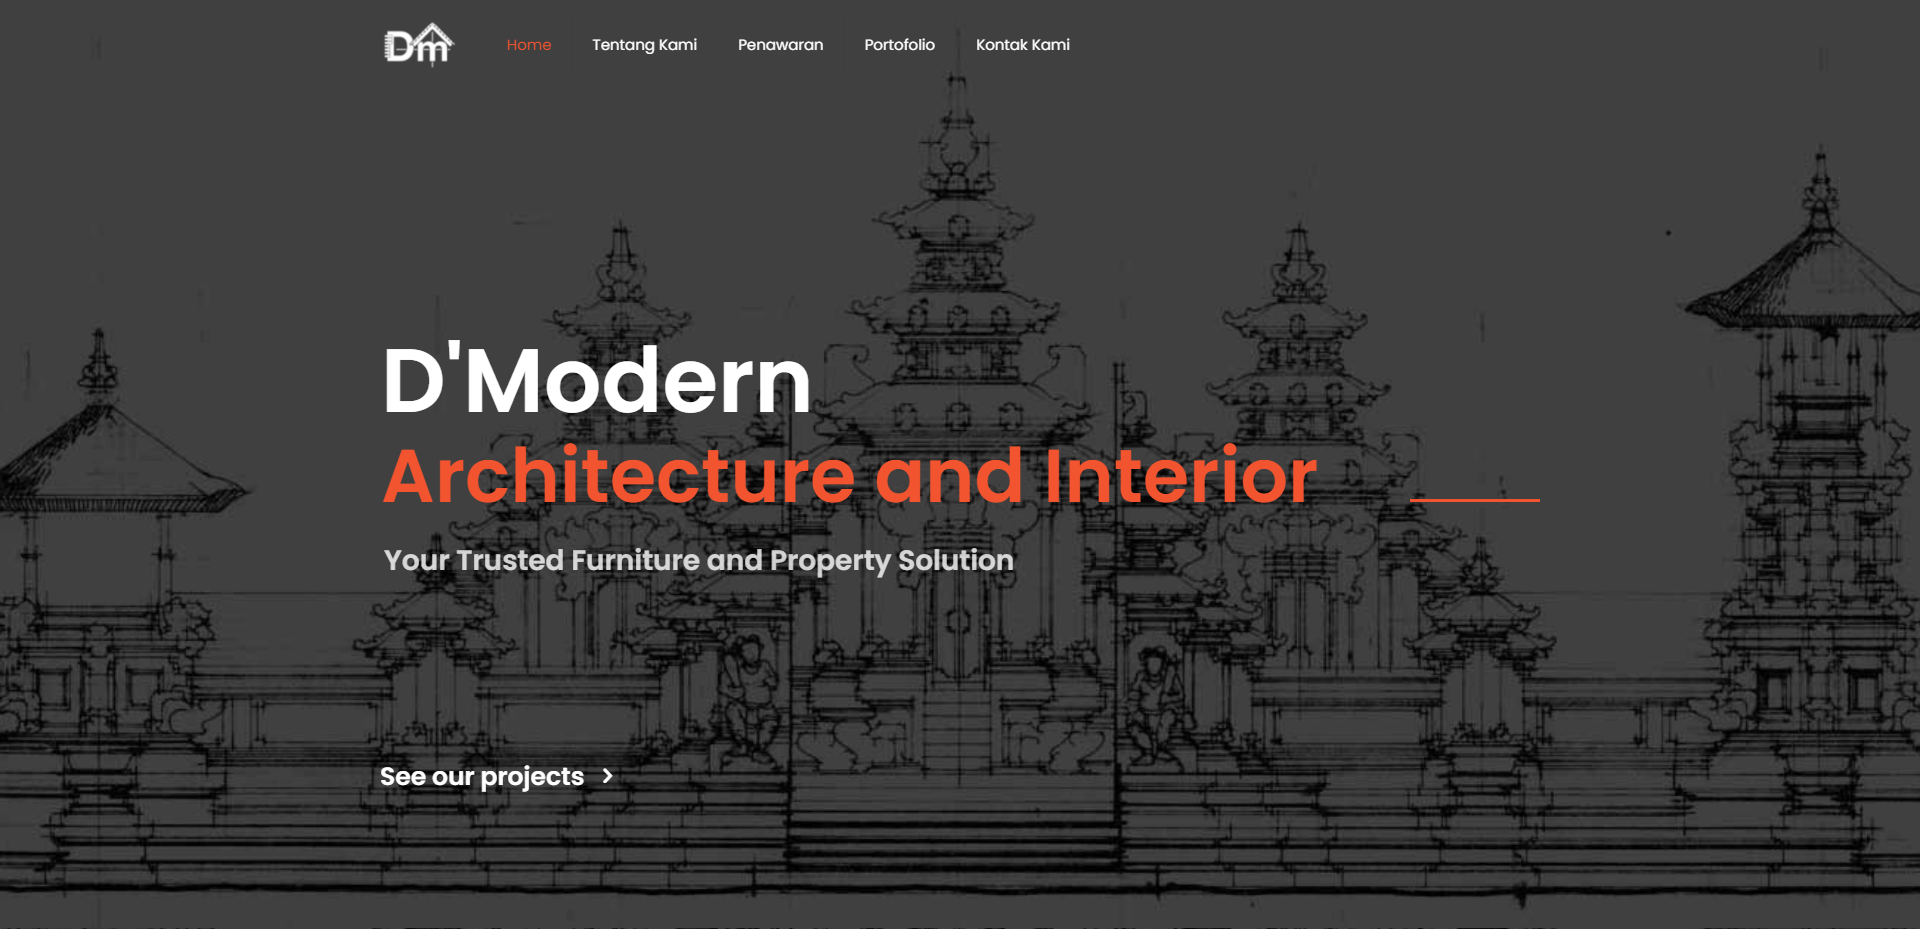 Dm
Home Tentang Kami Penawaran Portofolio Kontak Kami
D'Modern
Architecture and Interior
Your Trusted Furniture and Property Solution
See our projects